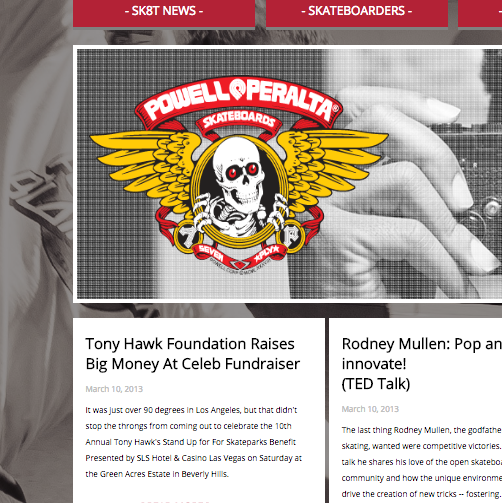 - SK8T NEWS -
- SKATEBOARDERS -
-
POWELL PERALTA®
SKATEBOARDS
SEVEN PLY
Tony Hawk Foundation Raises
Big Money At Celeb Fundraiser
March 10, 2013
It was just over 90 degrees in Los Angeles, but that didn't
stop the throngs from coming out to celebrate the 10th
Annual Tony Hawk's Stand Up for For Skateparks Benefit
Presented by SLS Hotel & Casino Las Vegas on Saturday at
the Green Acres Estate in Beverly Hills.
Rodney Mullen: Pop an
innovate!
(TED Talk)
March 10, 2013
The last thing Rodney Mullen, the godfathe
skating, wanted were competitive victories.
talk he shares his love of the open skateboa
community and how the unique environme
drive the creation of new tricks -- fostering